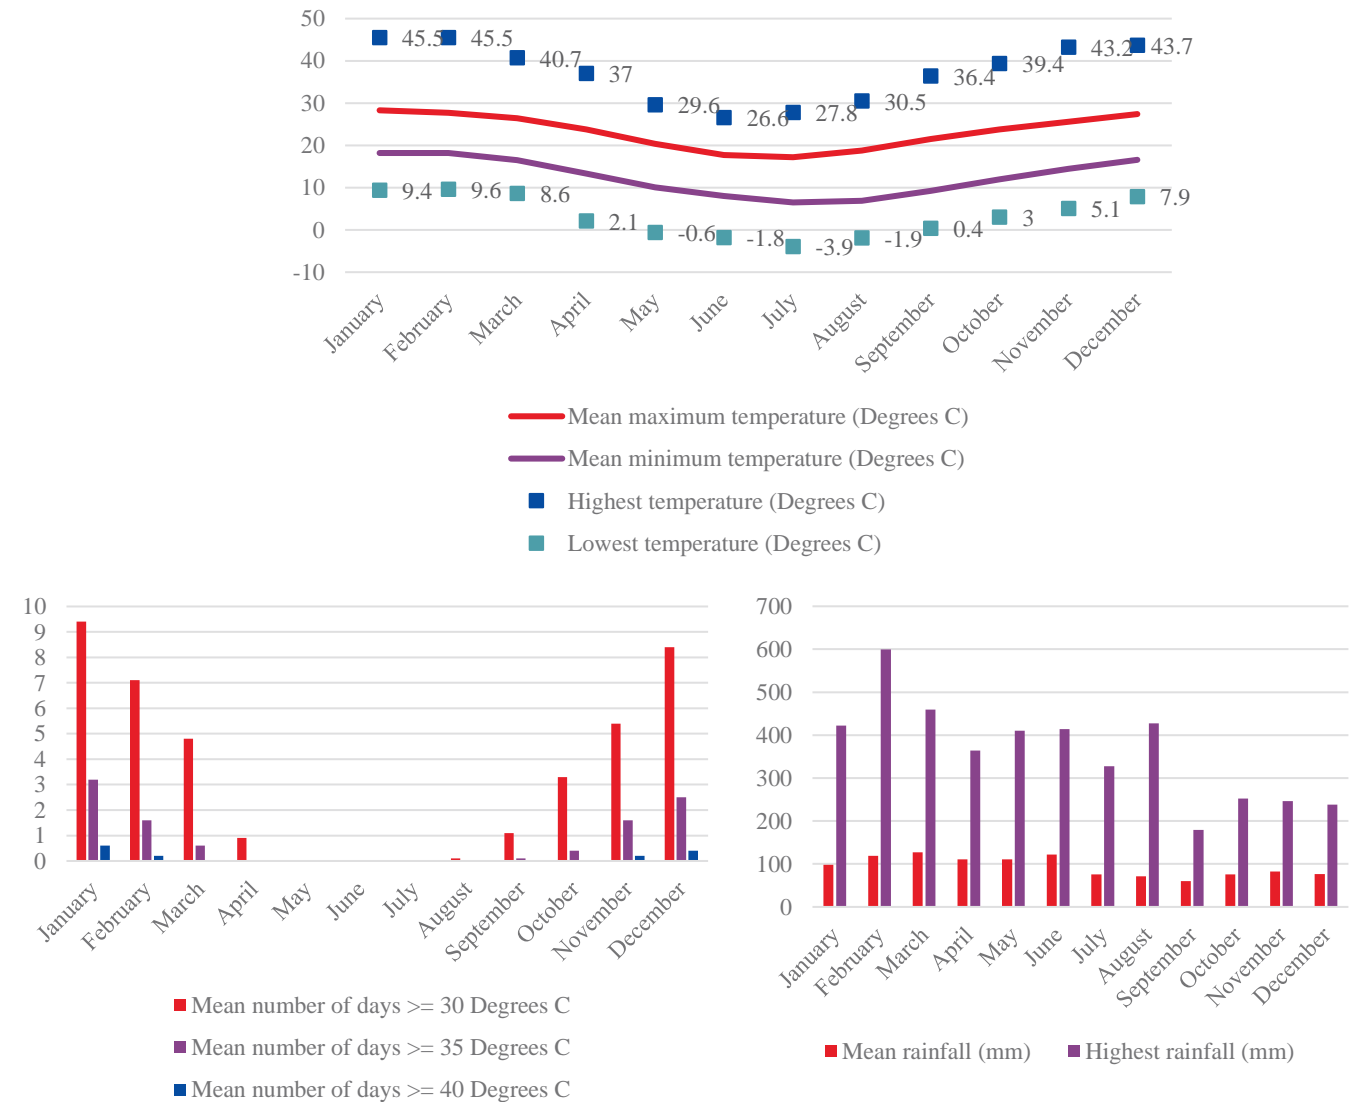 50
40
30
20
10
0
-10
45.5 45.5 40.7 37 29.6 26.6 27.8 30.5 36.4 39.4 43.2 43.7
9.4 9.6 8.6 2.1 -0.6 -1.8 -3.9 -1.9 0.4 3 5.1 7.9
January February March April May June July August September October November December
Mean maximum temperature (Degrees C)
Mean minimum temperature (Degrees C)
Highest temperature (Degrees C)
Lowest temperature (Degrees C)
10
9
8
7
6
5
4
3
2
1
0
January February March April May June July August September October November December
Mean number of days >= 30 Degrees C
Mean number of days >= 35 Degrees C
Mean number of days >= 40 Degrees C
700
600
500
400
300
200
100
0
January February March April May June July August September October November December
Mean rainfall (mm) Highest rainfall (mm)